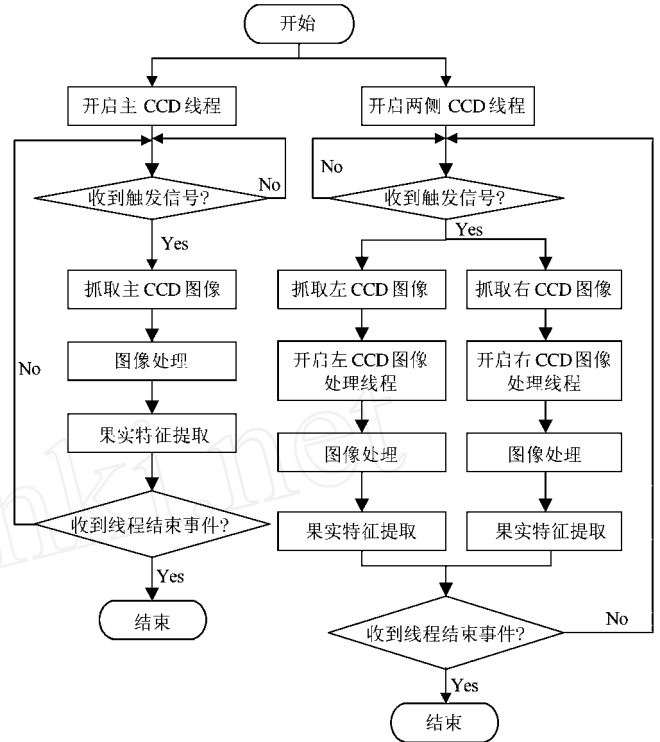 开始
开启主 CCD 线程
开启两侧 CCD 线程
收到触发信号?
No
No
收到触发信号?
Yes
Yes
抓取主 CCD 图像
抓取左 CCD 图像
抓取右 CCD 图像
No
图像处理
开启左 CCD 图像
处理线程
开启右 CCD 图像
处理线程
果实特征提取
图像处理
图像处理
收到线程结束事件?
果实特征提取
果实特征提取
Yes
结束
收到线程结束事件?
No
Yes
结束
nki.net